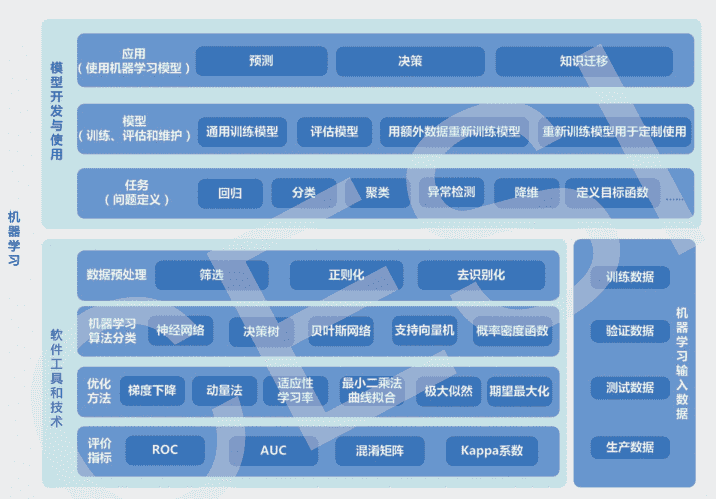 机器学习
模型开发与使用
应用
（使用机器学习模型）
预测
决策
知识迁移
模型
（训练、评估和维护）
通用训练模型
评估模型
用额外数据重新训练模型
重新训练模型用于定制使用
任务
（问题定义）
回归
分类
聚类
异常检测
降维
定义目标函数
......
软件工具和技术
数据预处理
筛选
正则化
去识别化
机器学习
算法分类
神经网络
决策树
贝叶斯网络
支持向量机
概率密度函数
优化
方法
梯度下降
动量法
适应性
学习率
最小二乘法
曲线拟合
极大似然
期望最大化
评价
指标
ROC
AUC
混淆矩阵
Kappa系数
训练数据
验证数据
测试数据
生产数据
机器学习输入数据
CESI